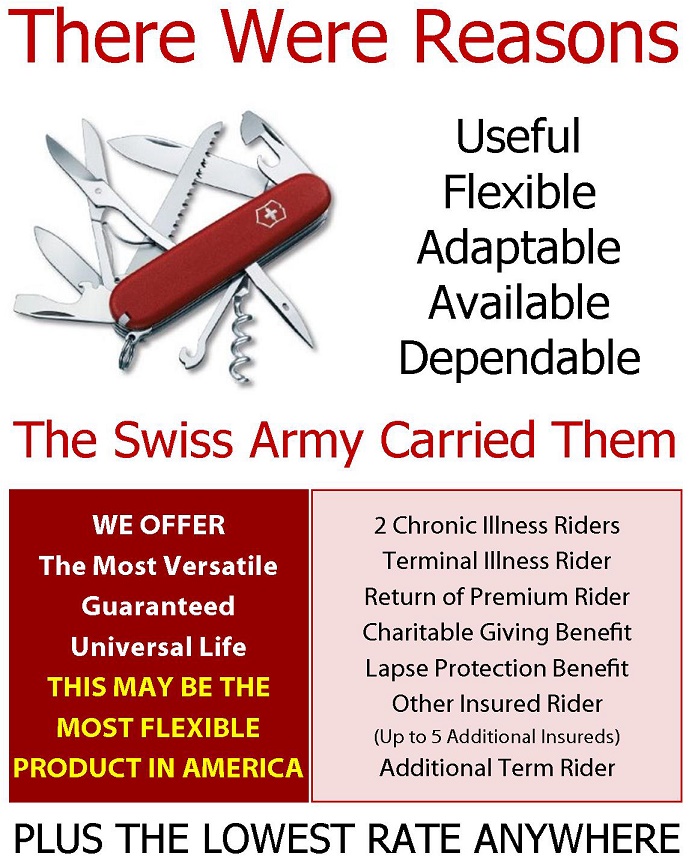 There Were Reasons
Useful
Flexible
Adaptable
Available
Dependable
The Swiss Army Carried Them
WE OFFER
The Most Versatile
Guaranteed
Universal Life
THIS MAY BE THE
MOST FLEXIBLE
PRODUCT IN AMERICA
2 Chronic Illness Riders
Terminal Illness Rider
Return of Premium Rider
Charitable Giving Benefit
Lapse Protection Benefit
Other Insured Rider
(Up to 5 Additional Insureds)
Additional Term Rider
PLUS THE LOWEST RATE ANYWHERE